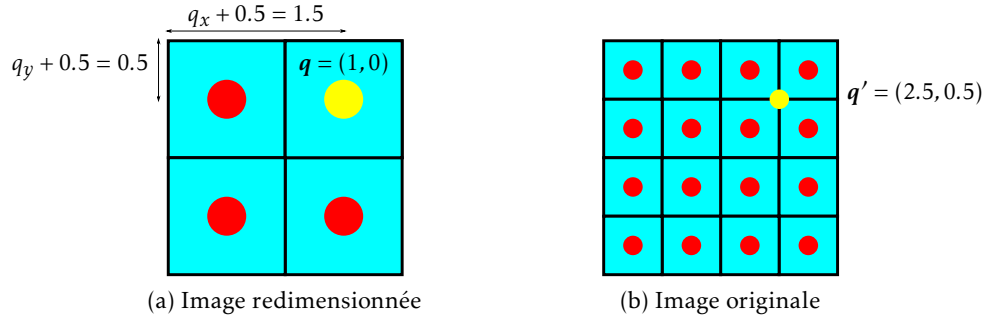 q_x + 0.5 = 1.5
q_y + 0.5 = 0.5
q = (1,0)
q' = (2.5,0.5)
(a) Image redimensionnée
(b) Image originale